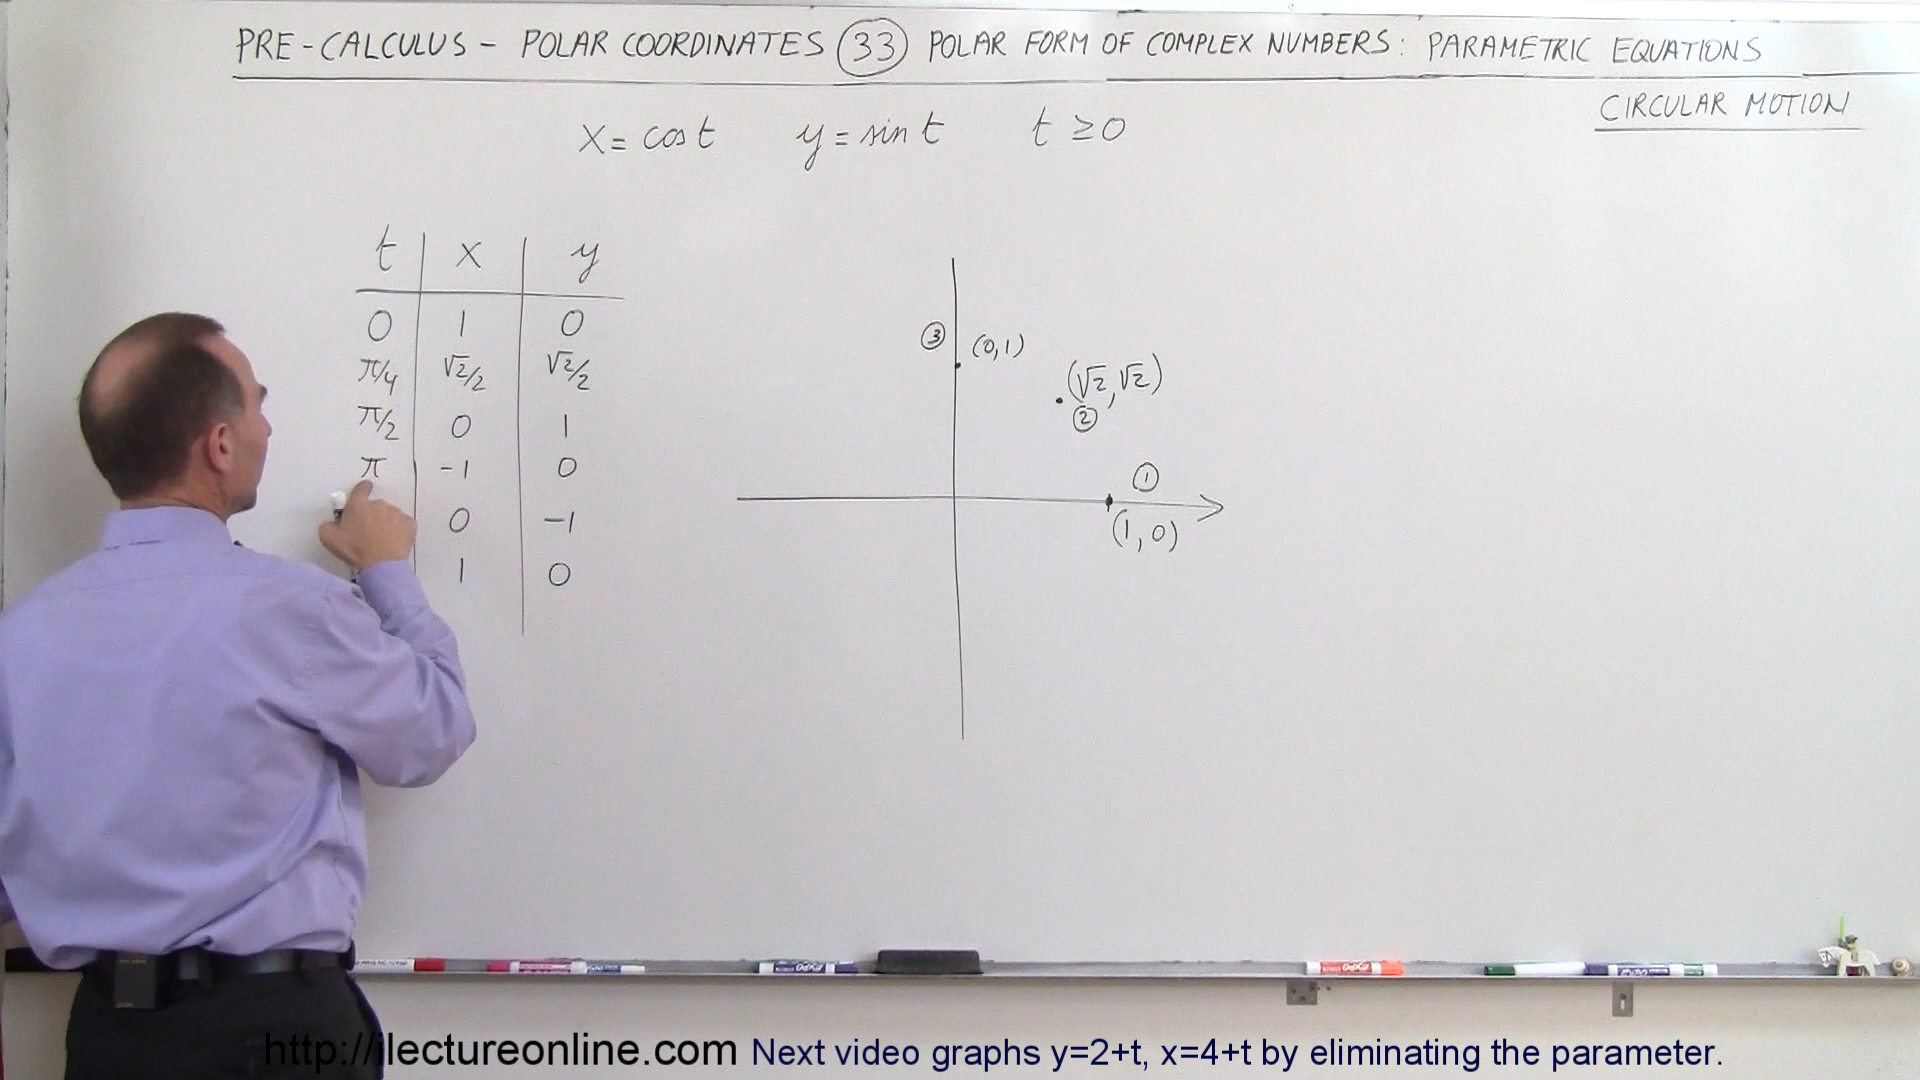 PRE-CALCULUS - POLAR COORDINATES 33 POLAR FORM OF COMPLEX NUMBERS: PARAMETRIC EQUATIONS
CIRCULAR MOTION
x = cos t y = sin t t ≥ 0
t x y
0 1 0
π/4 √2/2 √2/2
π/2 0 1
π -1 0
0 -1
1 0
3 (0,1)
(√2, √2)
2
1
(1, 0)
http://ilectureonline.com Next video graphs y=2+t, x=4+t by eliminating the parameter.